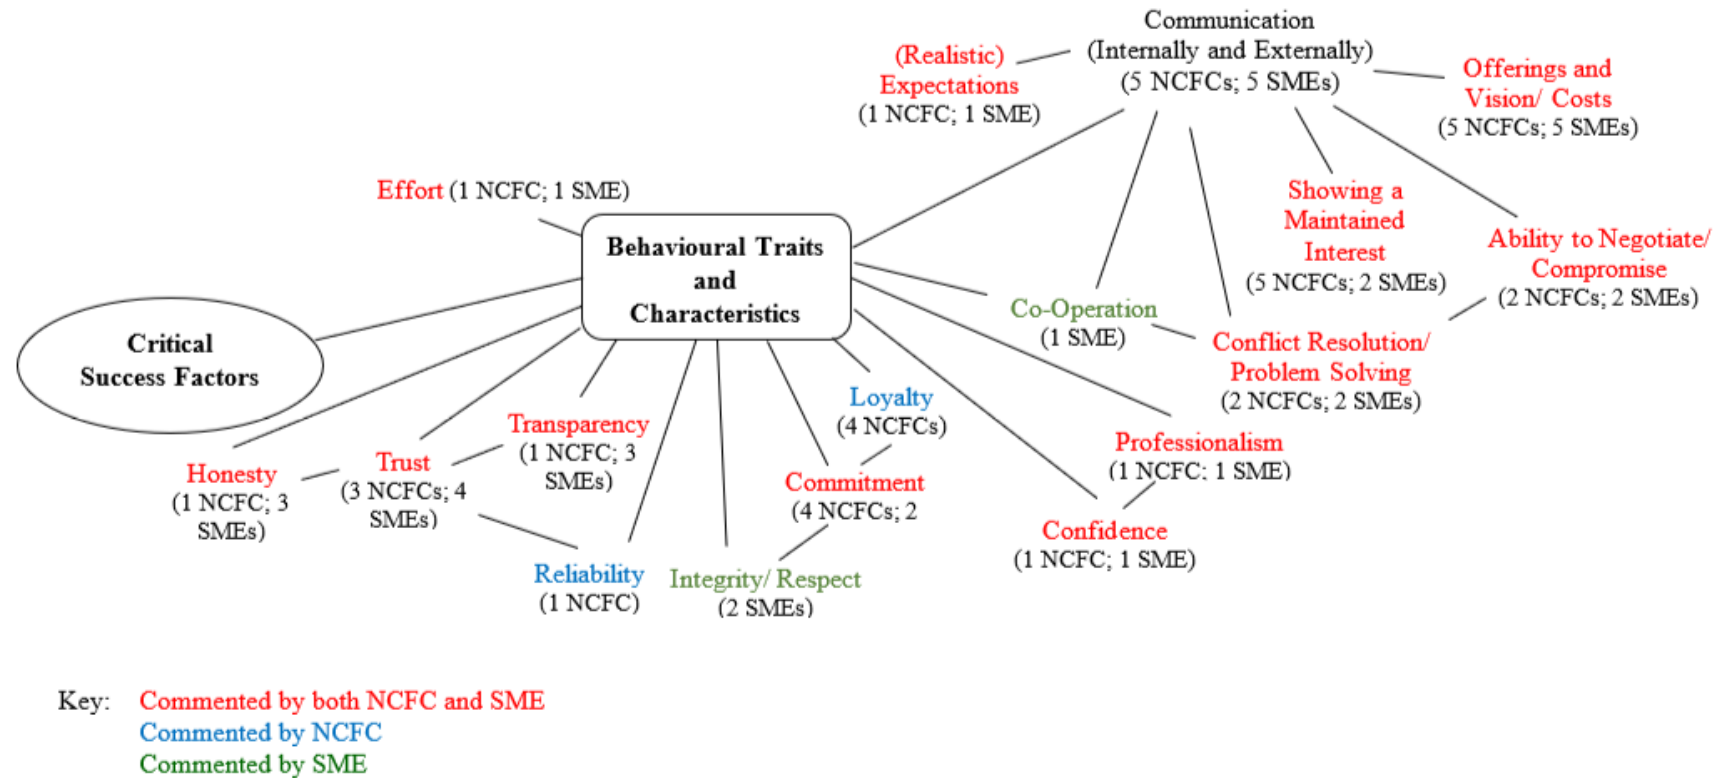 Communication
(Internally and Externally)
(5 NCFCs; 5 SMEs)
(Realistic)
Expectations
(1 NCFC; 1 SME)
Offerings and
Vision/ Costs
(5 NCFCs; 5 SMEs)
Effort (1 NCFC; 1 SME)
Showing a
Maintained
Interest
(5 NCFCs; 2 SMEs)
Ability to Negotiate/
Compromise
(2 NCFCs; 2 SMEs)
Behavioural Traits
and
Characteristics
Co-Operation
(1 SME)
Critical
Success Factors
Conflict Resolution/
Problem Solving
(2 NCFCs; 2 SMEs)
Loyalty
(4 NCFCs)
Transparency
(1 NCFC; 3
SMEs)
Professionalism
(1 NCFC; 1 SME)
Honesty
(1 NCFC; 3
SMEs)
Trust
(3 NCFCs; 4
SMEs)
Commitment
(4 NCFCs; 2
Confidence
(1 NCFC; 1 SME)
Reliability
(1 NCFC)
Integrity/ Respect
(2 SMEs)
Key:
Commented by both NCFC and SME
Commented by NCFC
Commented by SME